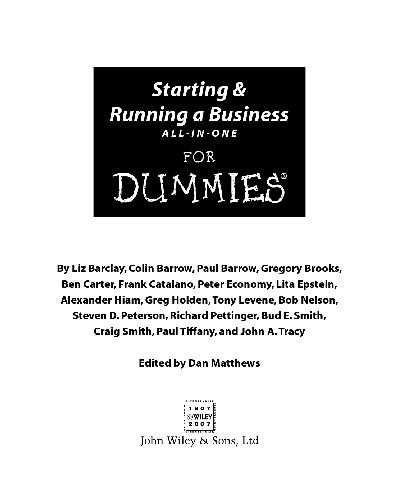 Starting &
Running a Business
ALL-IN-ONE
FOR
DUMMIES®
By Liz Barclay, Colin Barrow, Paul Barrow, Gregory Brooks,
Ben Carter, Frank Catalano, Peter Economy, Lita Epstein,
Alexander Hiam, Greg Holden, Tony Levene, Bob Nelson,
Steven D. Peterson, Richard Pettinger, Bud E. Smith,
Craig Smith, Paul Tiffany, and John A. Tracy
Edited by Dan Matthews
1807
WILEY
2007
John Wiley & Sons, Ltd